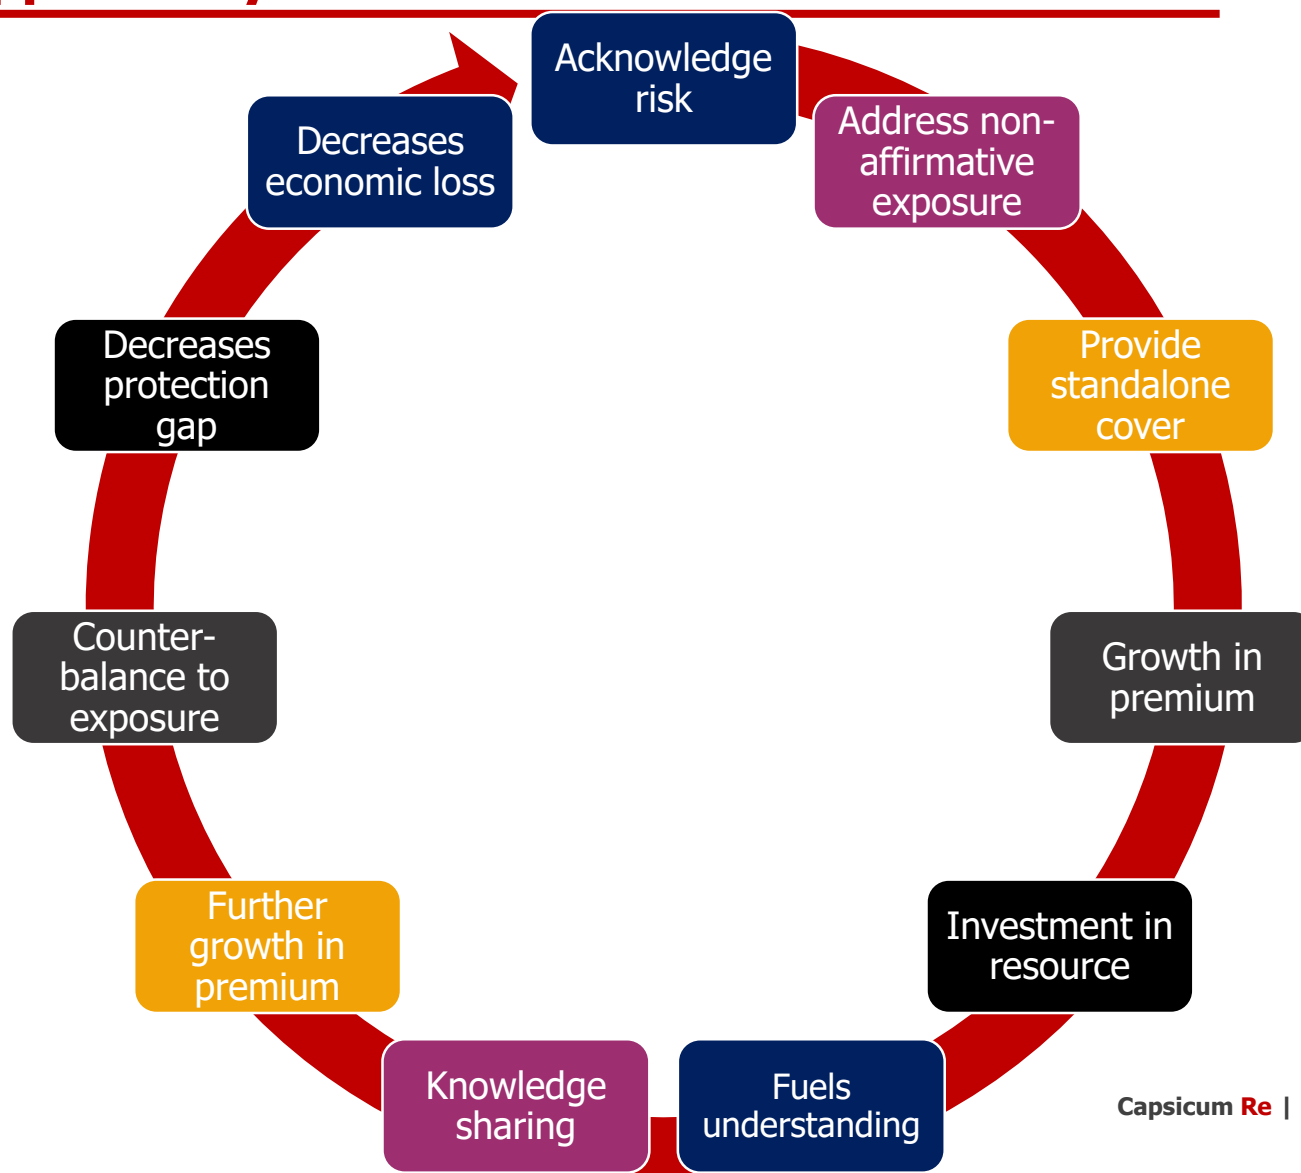 Acknowledge
risk
Address non-
affirmative
exposure
Provide
standalone
cover
Growth in
premium
Investment in
resource
Fuels
understanding
Knowledge
sharing
Further
growth in
premium
Counter-
balance to
exposure
Decreases
protection
gap
Decreases
economic loss
Capsicum Re |